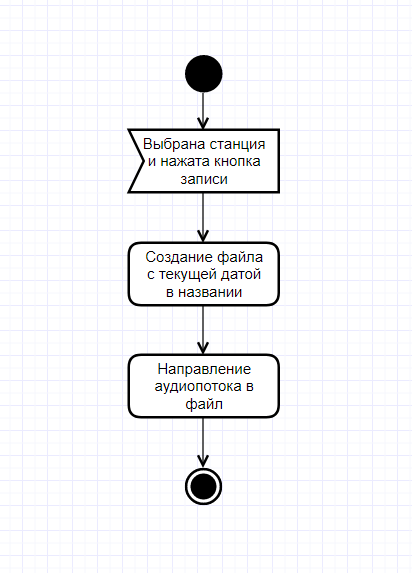 Выбрана станция
и нажата кнопка
записи
Создание файла
с текущей датой
в названии
Направление
аудиопотока в
файл